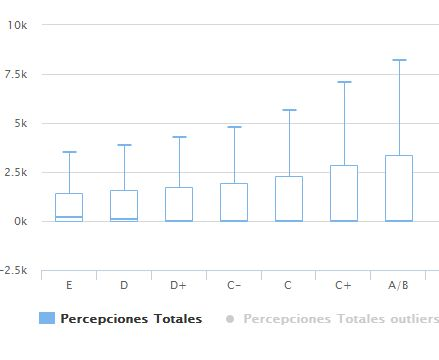 10k
7.5k
5k
2.5k
0k
-2.5k
E D D+ C- C C+ A/B
Percepciones Totales Percepciones Totales outliers